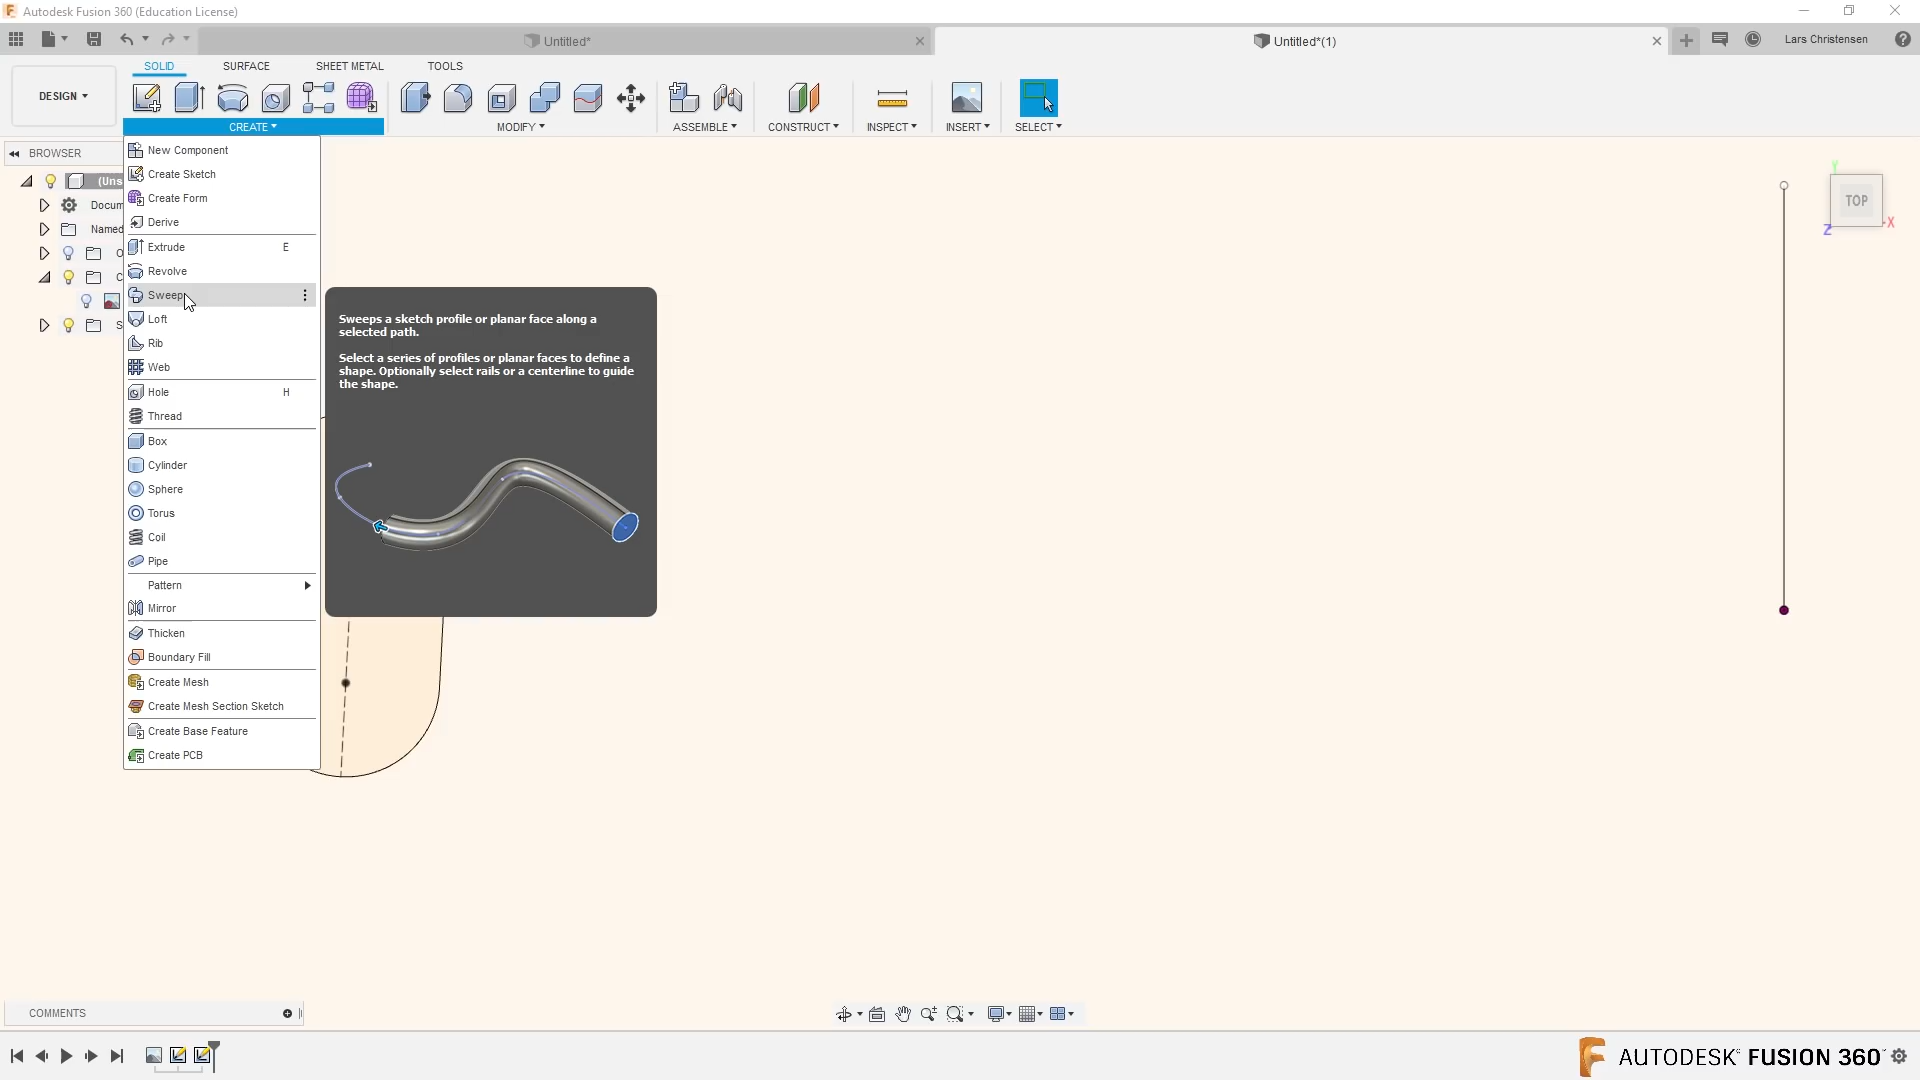 Autodesk Fusion 360 (Education License)
Untitled*
Untitled*(1)
Lars Christensen
SOLID
SURFACE
SHEET METAL
TOOLS
DESIGN
CREATE
MODIFY
ASSEMBLE
CONSTRUCT
INSPECT
INSERT
SELECT
BROWSER
(Uns
Docum
Named
O
C
S
New Component
Create Sketch
Create Form
Derive
Extrude E
Revolve
Sweep
Loft
Rib
Web
Hole H
Thread
Box
Cylinder
Sphere
Torus
Coil
Pipe
Pattern
Mirror
Thicken
Boundary Fill
Create Mesh
Create Mesh Section Sketch
Create Base Feature
Create PCB
Sweeps a sketch profile or planar face along a
selected path.
Select a series of profiles or planar faces to define a
shape. Optionally select rails or a centerline to guide
the shape.
Y
TOP
X
Z
COMMENTS
AUTODESK® FUSION 360™